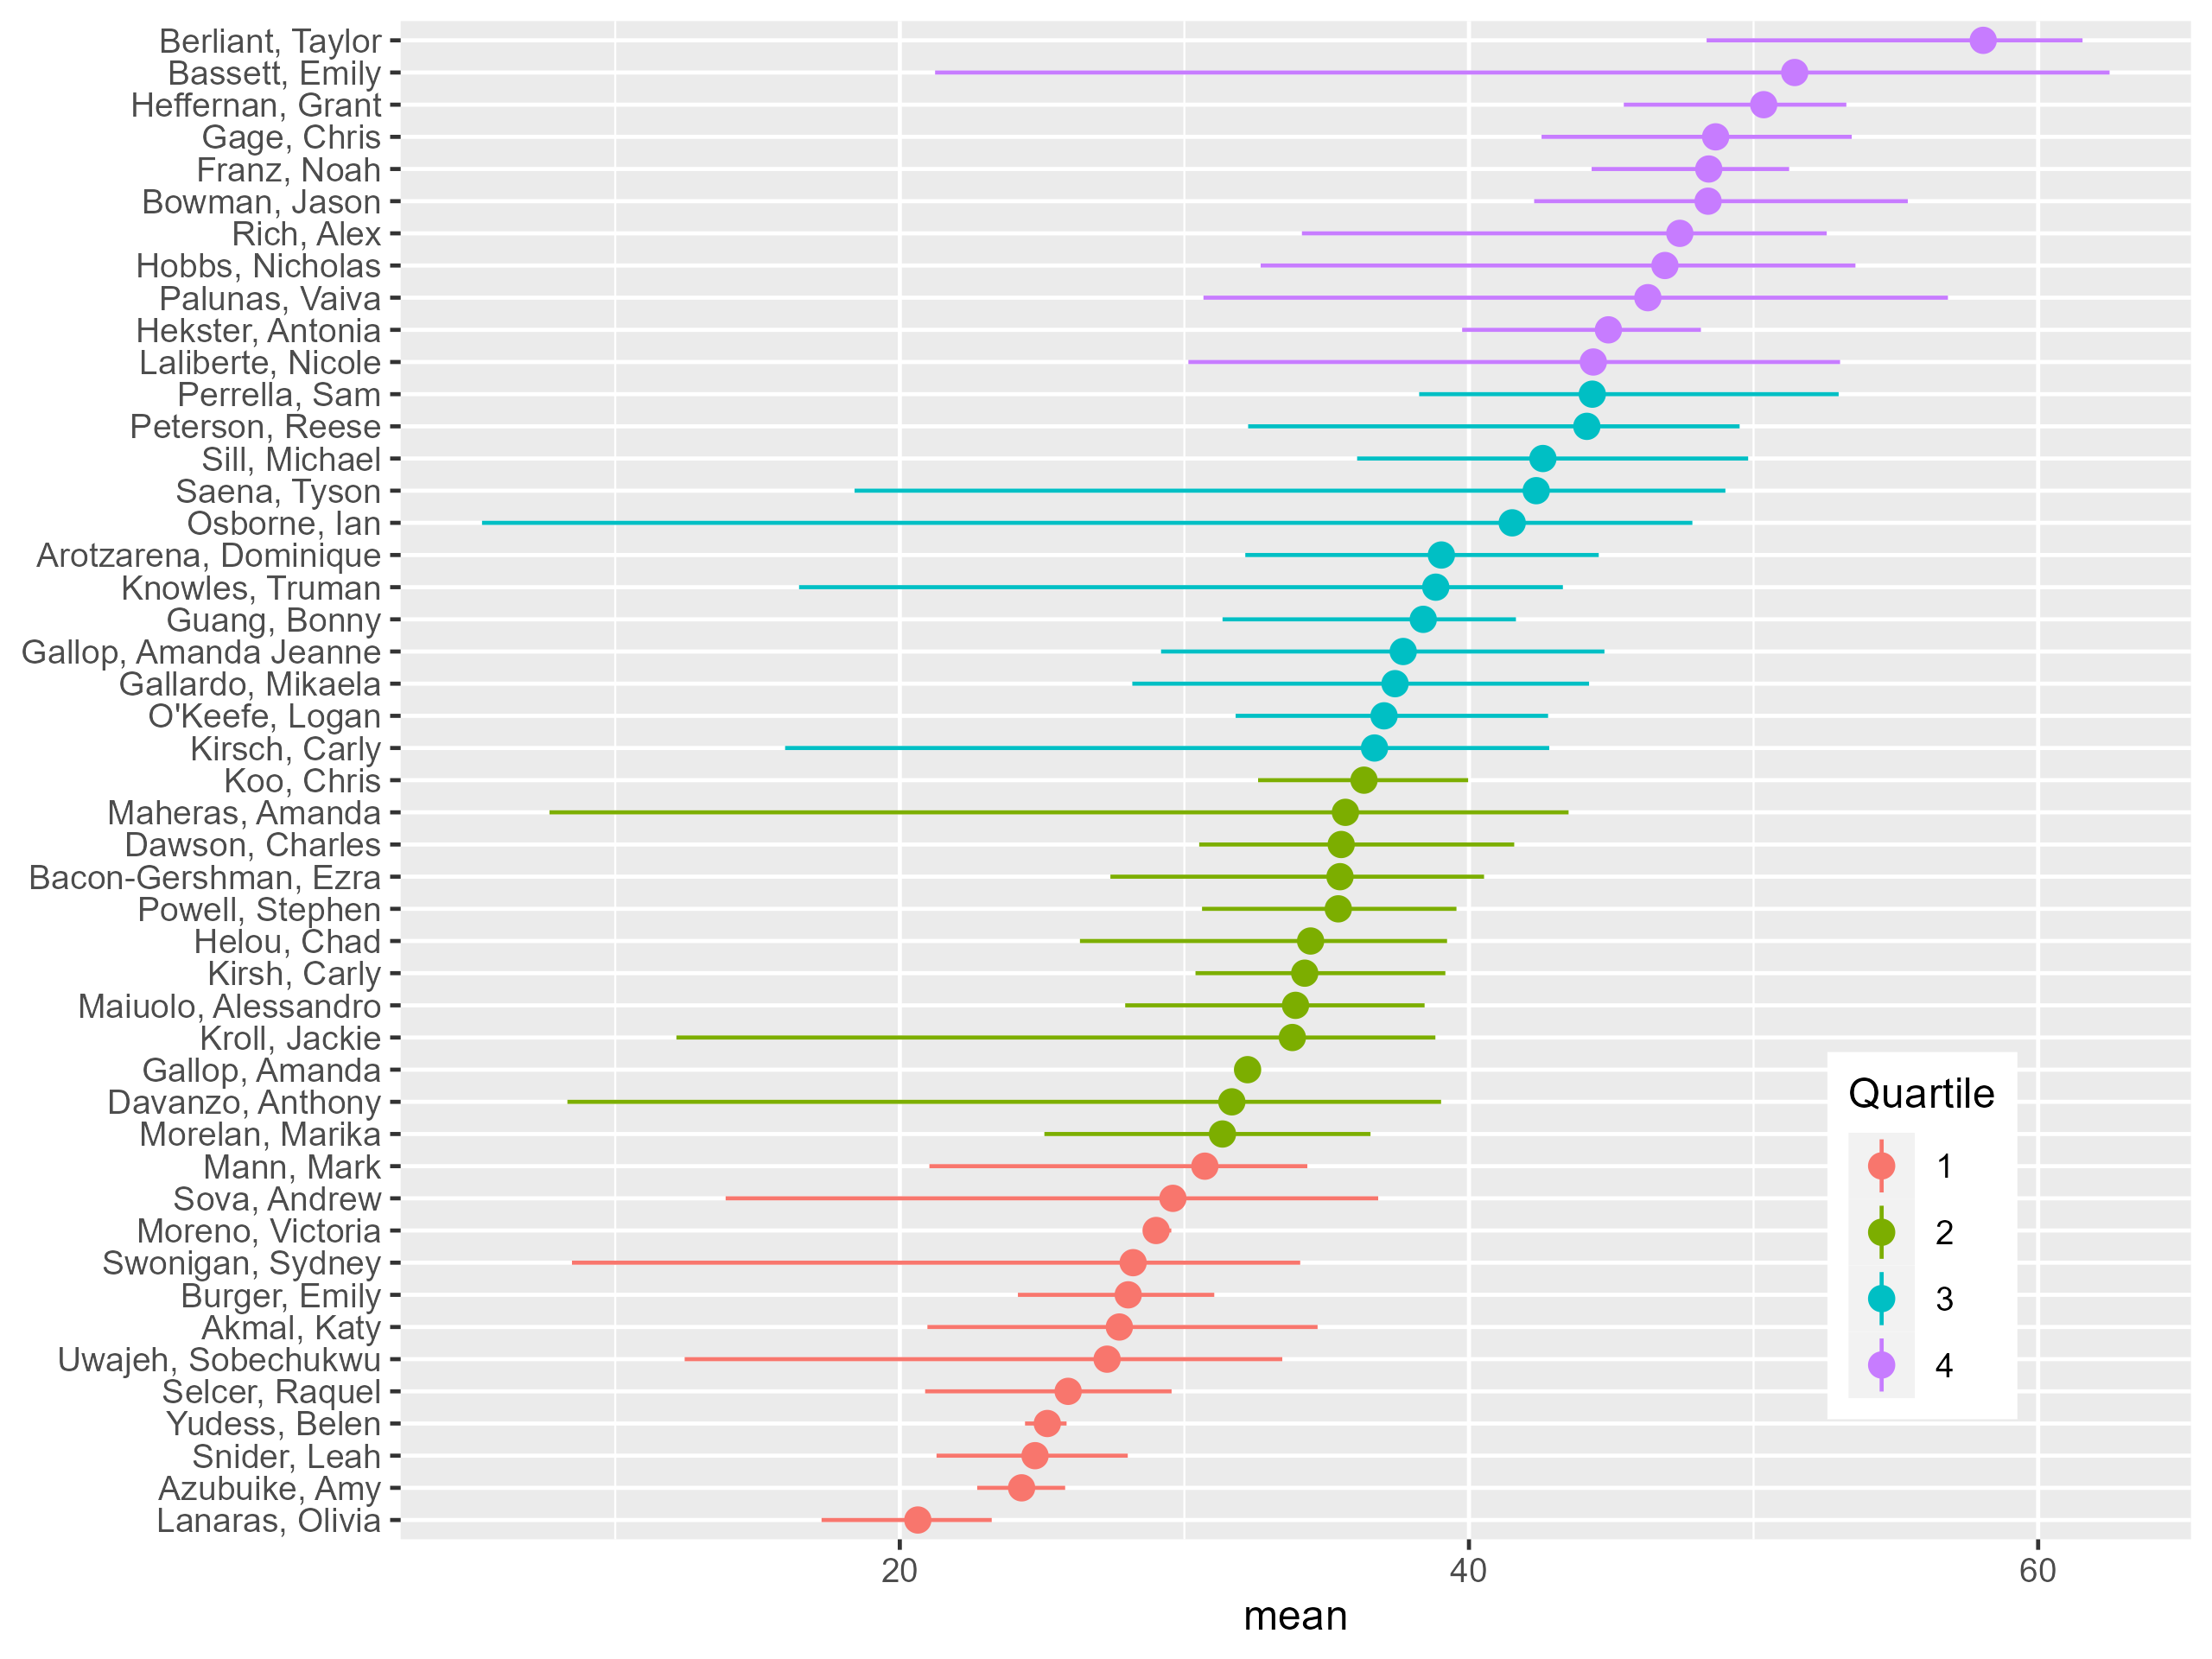 Berliant, Taylor
Bassett, Emily
Heffernan, Grant
Gage, Chris
Franz, Noah
Bowman, Jason
Rich, Alex
Hobbs, Nicholas
Palunas, Vaiva
Hekster, Antonia
Laliberte, Nicole
Perrella, Sam
Peterson, Reese
Sill, Michael
Saena, Tyson
Osborne, Ian
Arotzarena, Dominique
Knowles, Truman
Guang, Bonny
Gallop, Amanda Jeanne
Gallardo, Mikaela
O'Keefe, Logan
Kirsch, Carly
Koo, Chris
Maheras, Amanda
Dawson, Charles
Bacon-Gershman, Ezra
Powell, Stephen
Helou, Chad
Kirsh, Carly
Maiuolo, Alessandro
Kroll, Jackie
Gallop, Amanda
Davanzo, Anthony
Morelan, Marika
Mann, Mark
Sova, Andrew
Moreno, Victoria
Swonigan, Sydney
Burger, Emily
Akmal, Katy
Uwajeh, Sobechukwu
Selcer, Raquel
Yudess, Belen
Snider, Leah
Azubuike, Amy
Lanaras, Olivia
20 40 60
mean
Quartile
1
2
3
4